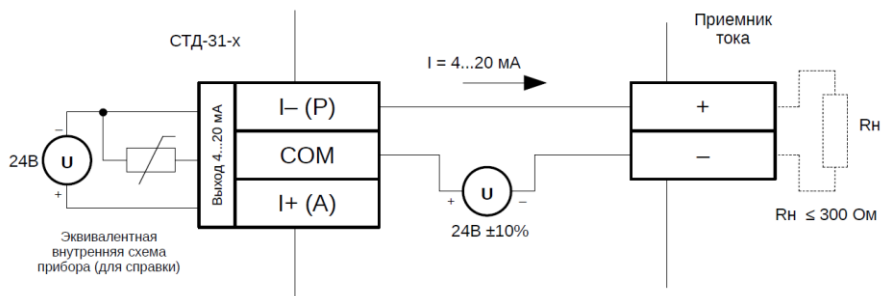 СТД-31-х
Приемник
тока
I = 4...20 мА
Выход 4...20 мА
I– (P)
COM
I+ (A)
+
–
–
24В
U
+
+
U
–
24В ±10%
Rн
Rн ≤ 300 Ом
Эквивалентная
внутренняя схема
прибора (для справки)